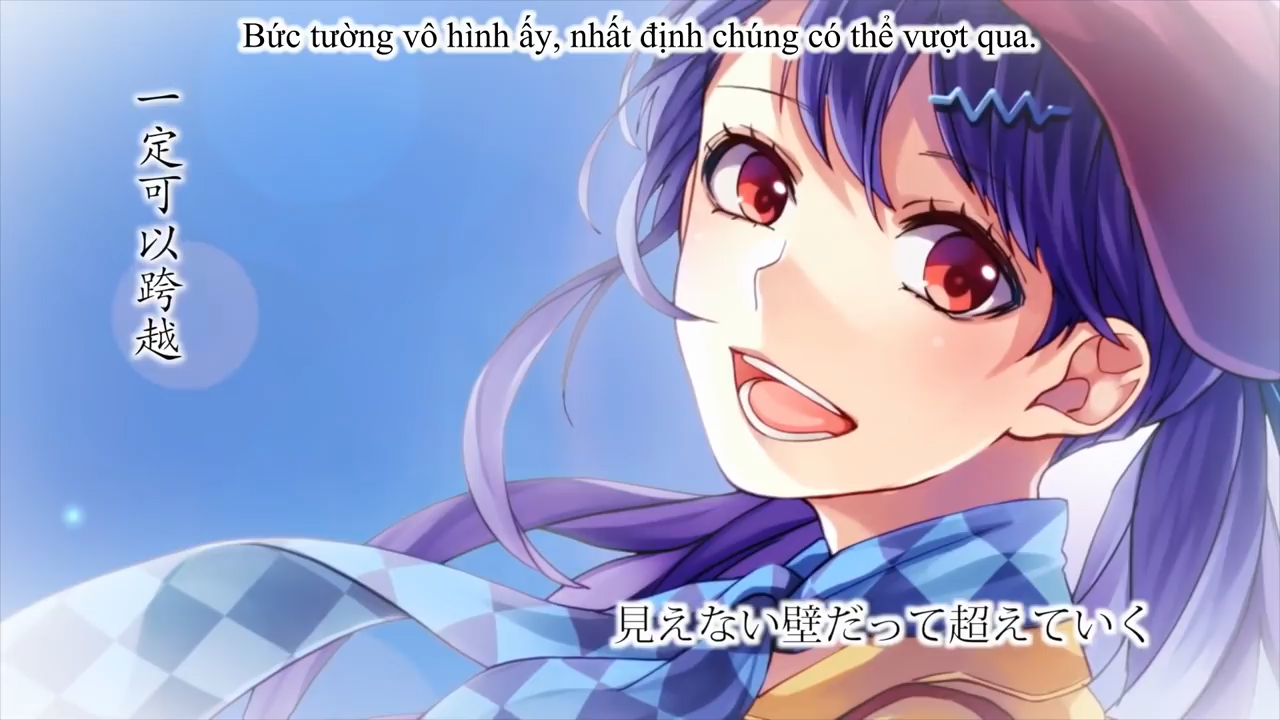 Bức tường vô hình ấy, nhất định chúng có thể vượt qua.
一定可以跨越
見えない壁だって超えていく